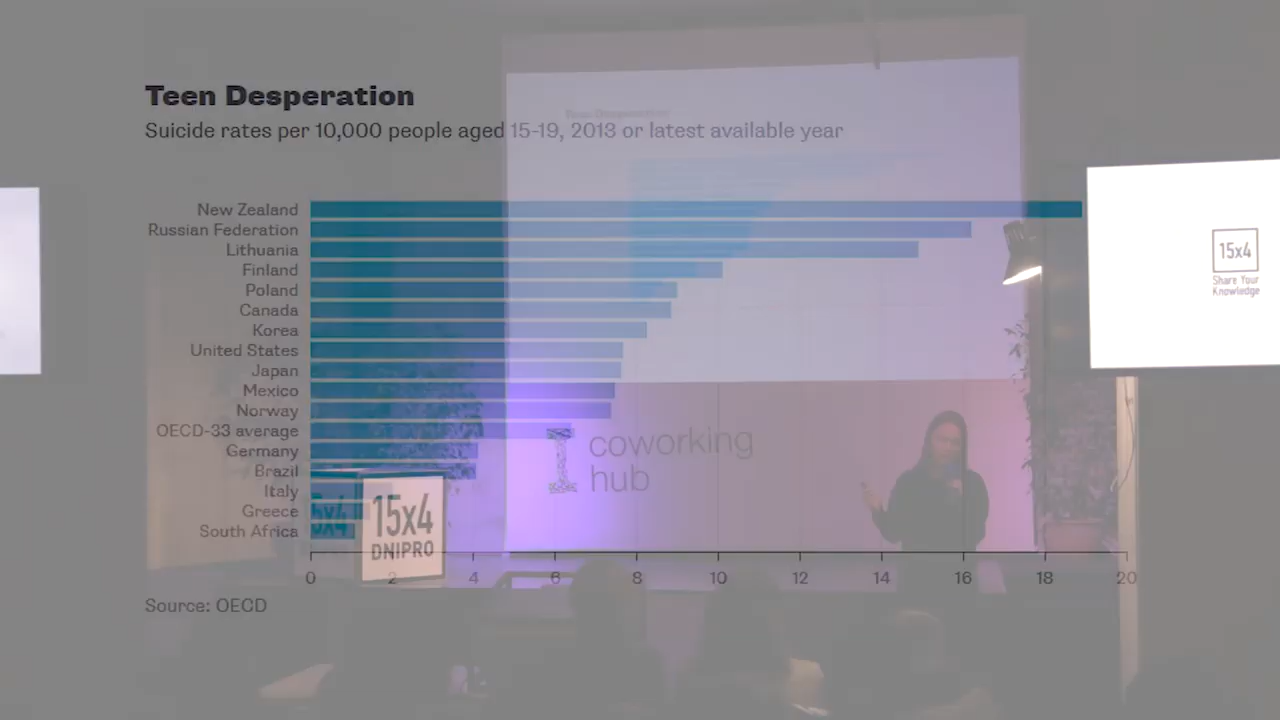 Teen Desperation
Suicide rates per 10,000 people aged 15-19, 2013 or latest available year
New Zealand
Russian Federation
Lithuania
Finland
Poland
Canada
Korea
United States
Japan
Mexico
Norway
OECD-33 average
Germany
Brazil
Italy
Greece
South Africa
0 2 4 6 8 10 12 14 16 18 20
Source: OECD
Teen Desperation
15x4
Share Your
Knowledge
coworking
hub
5x4
15x4
DNIPRO